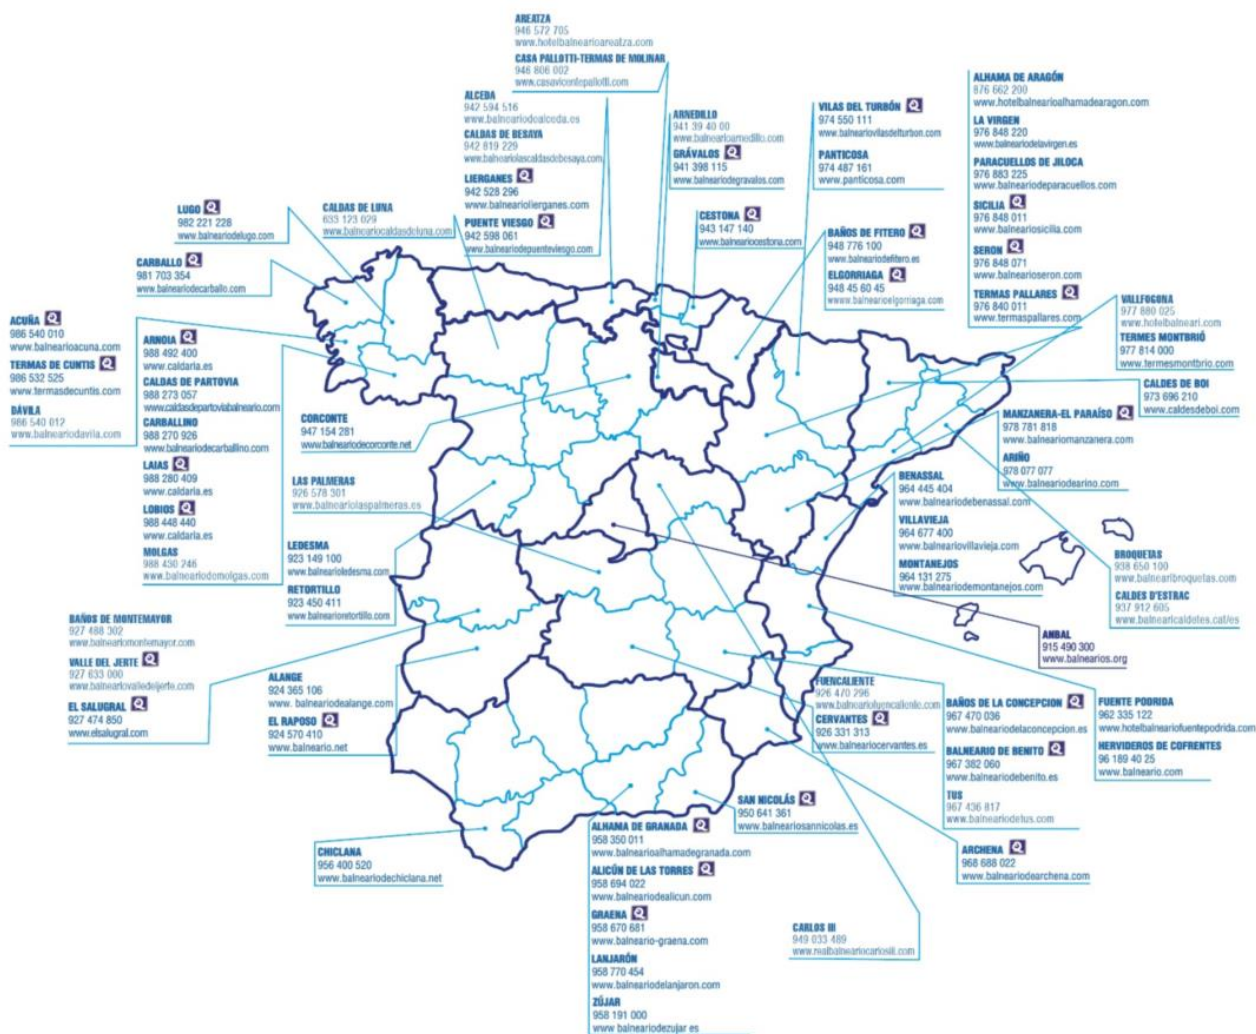 AREATZA
946 572 705
www.hotelbalnearioareatza.com
CASA PALLOTTI-TERMAS DE MOLINAR
946 806 002
www.casavicentepallotti.com
ALCEDA
942 594 516
www.balneariodealceda.es
CALDAS DE BESAYA
942 819 229
www.balneariolascaldasdebesaya.com
LIERGANES
942 528 296
www.balneariolierganes.com
PUENTE VIESGO
942 598 061
www.balneariodepuenteviesgo.com
ARNEDILLO
941 39 40 00
www.balnearioarnedillo.com
GRÁVALOS
941 398 115
www.balneariodegravalos.com
CESTONA
943 147 140
www.balneariocestona.com
VILAS DEL TURBÓN
974 550 111
www.balneariovilasdelturbon.com
PANTICOSA
974 487 161
www.panticosa.com
BAÑOS DE FITERO
948 776 100
www.balneariodefitero.es
ELGORRIAGA
948 45 60 45
www.balnearioelgorriaga.com
ALHAMA DE ARAGÓN
876 662 200
www.hotelbalnearioalhamadearagon.com
LA VIRGEN
976 848 220
www.balneariodelavirgen.es
PARACUELLOS DE JILOCA
976 883 225
www.balneariodeparacuellos.com
SICILIA
976 848 011
www.balneariosicilia.com
SERON
976 848 071
www.balnearioseron.com
TERMAS PALLARES
976 840 011
www.termaspallares.com
VALLFOGONA
977 880 025
www.hotelbalneari.com
TERMES MONTBRIÓ
977 814 000
www.termesmontbrio.com
CALDES DE BOI
973 696 210
www.caldesdeboi.com
MANZANERA-EL PARAÍSO
978 781 818
www.balneariomanzanera.com
ARIÑO
978 077 077
www.balneariodearino.com
LUGO
982 221 228
www.balneariodelugo.com
CALDAS DE LUNA
633 123 029
www.balneariocaldasdeluna.com
CARBALLO
981 703 354
www.balneariodecarballo.com
ACUÑA
986 540 010
www.balnearioacuna.com
TERMAS DE CUNTIS
986 532 525
www.termasdecuntis.com
DÁVILA
986 540 012
www.balneariodavila.com
ARNOIA
988 492 400
www.caldaria.es
CALDAS DE PARTOVIA
988 273 057
www.caldasdepartoviabalneario.com
CARBALLINO
988 270 926
www.balneariodecarballino.com
LAIAS
988 280 409
www.caldaria.es
LOBIOS
988 448 440
www.caldaria.es
MOLGAS
988 430 246
www.balneariodemolgas.com
CORCONTE
947 154 281
www.balneariodecorconte.net
LAS PALMERAS
926 578 301
www.balneariolaspalmeras.es
LEDESMA
923 149 100
www.balnearioledesma.com
RETORTILLO
923 450 411
www.balnearioretortillo.com
BENASSAL
964 445 404
www.balneariodebenassal.com
VILLAVIEJA
964 677 400
www.balneariovillavieja.com
MONTANEJOS
964 131 275
www.balneariodemontanejos.com
BROQUETAS
938 650 100
www.balnearibroquetas.com
CALDES D'ESTRAC
937 912 605
www.balnearicaldetes.cat/es
ANBAL
915 490 300
www.balnearios.org
BAÑOS DE MONTEMAYOR
927 488 302
www.balneariomontemayor.com
VALLE DEL JERTE
927 633 000
www.balneariovalledeljerte.com
EL SALUGRAL
927 474 850
www.elsalugral.com
ALANGE
924 365 106
www. balneariodealange.com
EL RAPOSO
924 570 410
www.balneario.net
FUENCALIENTE
926 470 296
www.balneariofuencaliente.com
CERVANTES
926 331 313
www.balneariocervantes.es
BAÑOS DE LA CONCEPCION
967 470 036
www.balneariodelaconcepcion.es
BALNEARIO DE BENITO
967 382 060
www.balneariodebenito.es
TUS
967 436 817
www.balneariodetus.com
FUENTE PODRIDA
962 335 122
www.hotelbalneariofuentepodrida.com
HERVIDEROS DE COFRENTES
96 189 40 25
www.balneario.com
SAN NICOLÁS
950 641 361
www.balneariosannicolas.es
ARCHENA
968 688 022
www.balneariodearchena.com
CHICLANA
956 400 520
www.balneariodechiclana.net
ALHAMA DE GRANADA
958 350 011
www.balnearioalhamadegranada.com
ALICÚN DE LAS TORRES
958 694 022
www.balneariodealicun.com
GRAENA
958 670 681
www.balneario-graena.com
LANJARÓN
958 770 454
www.balneariodelanjaron.com
ZÚJAR
958 191 000
www balneariodezujar es
CARLOS III
949 033 489
www.realbalneariocarlosiii.com